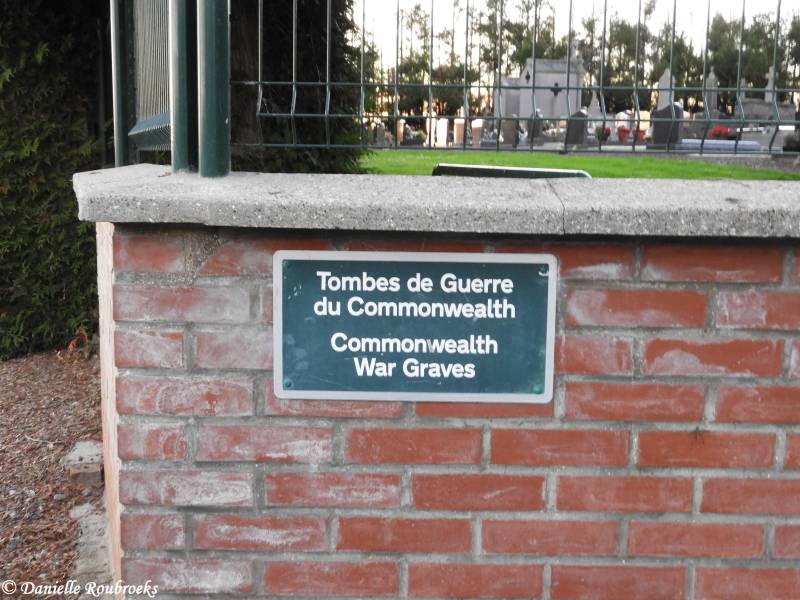 Tombes de Guerre
du Commonwealth
Commonwealth
War Graves
© Danielle Roubroeks